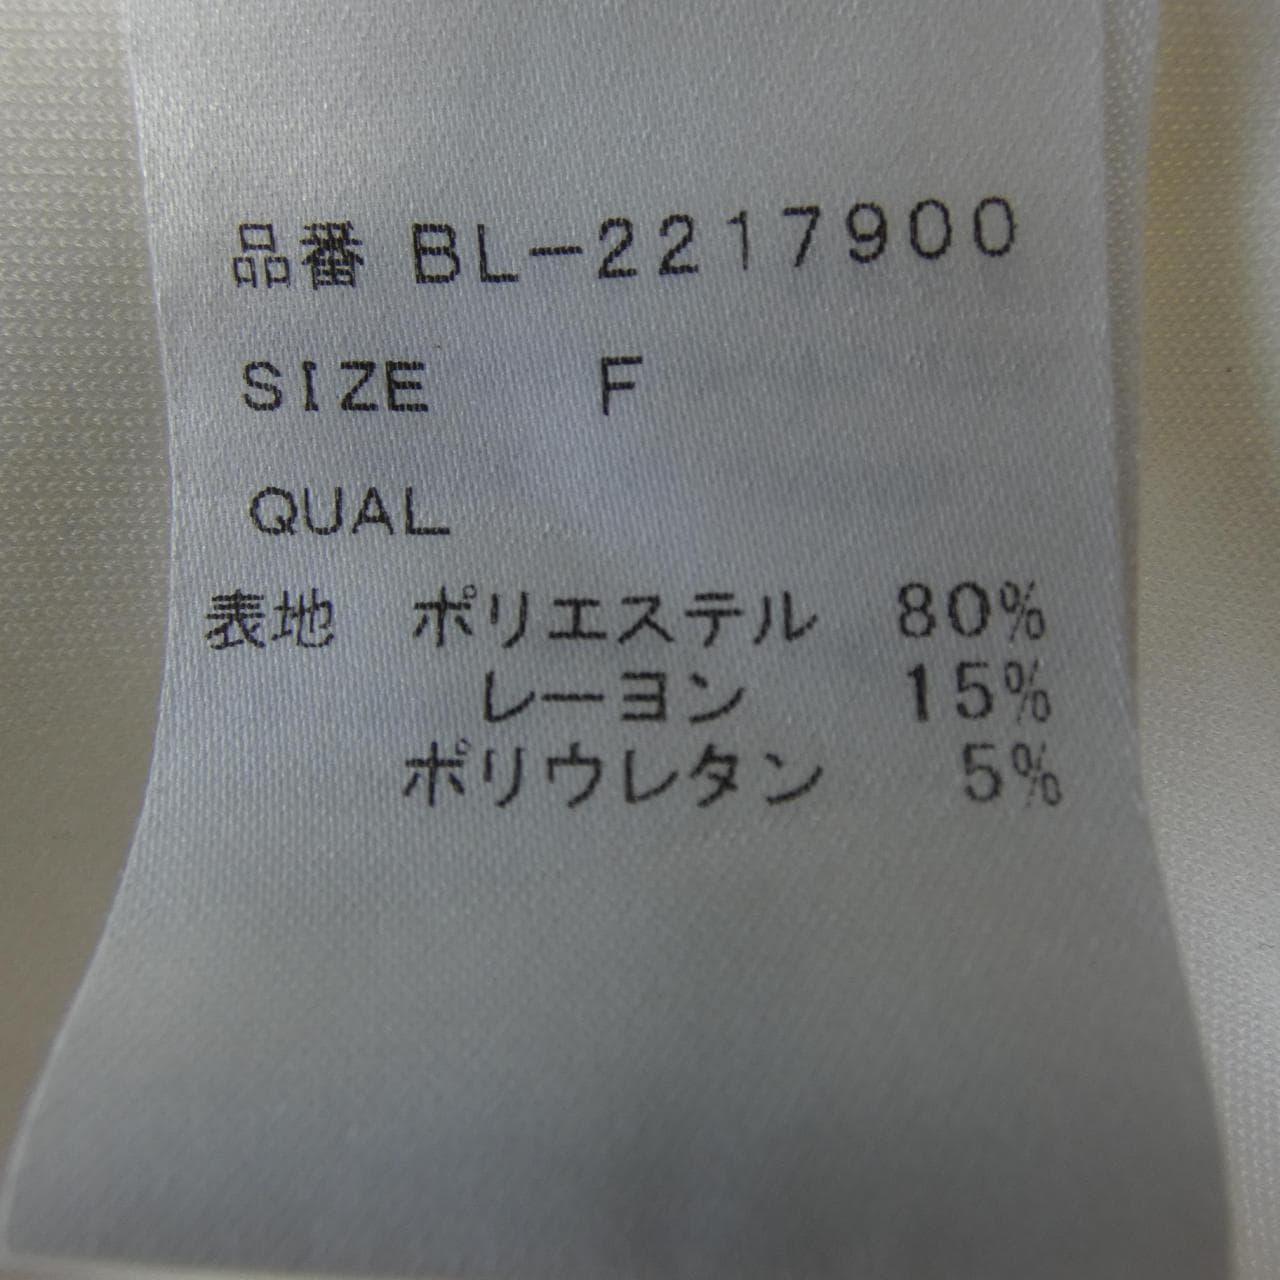 品番 BL-2217900
SIZE F
QUAL
表地 ポリエステル 80%
レーヨン 15%
ポリウレタン 5%